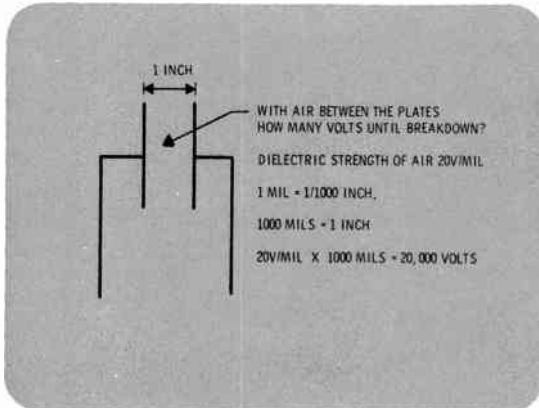 1 INCH
WITH AIR BETWEEN THE PLATES
HOW MANY VOLTS UNTIL BREAKDOWN?
DIELECTRIC STRENGTH OF AIR 20V/MIL
1 MIL = 1/1000 INCH,
1000 MILS = 1 INCH
20V/MIL X 1000 MILS = 20,000 VOLTS